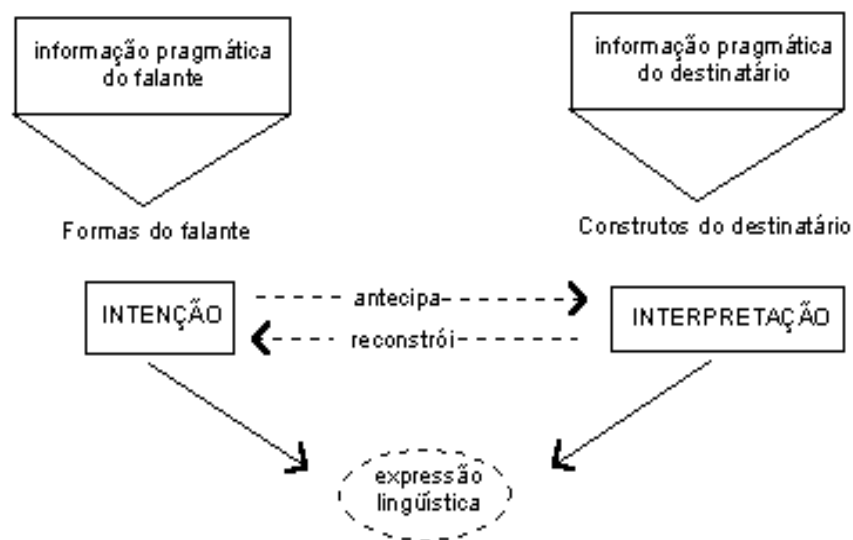 informação pragmática
do falante
informação pragmática
do destinatário
Formas do falante
Construtos do destinatário
INTENÇÃO
antecipa
reconstrói
INTERPRETAÇÃO
expressão
lingüística